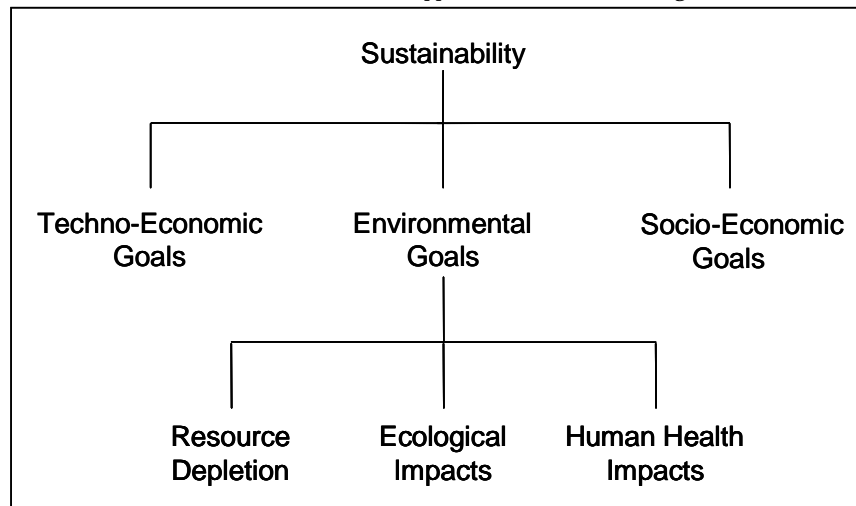 Sustainability
Techno-Economic
Goals
Environmental
Goals
Socio-Economic
Goals
Resource
Depletion
Ecological
Impacts
Human Health
Impacts